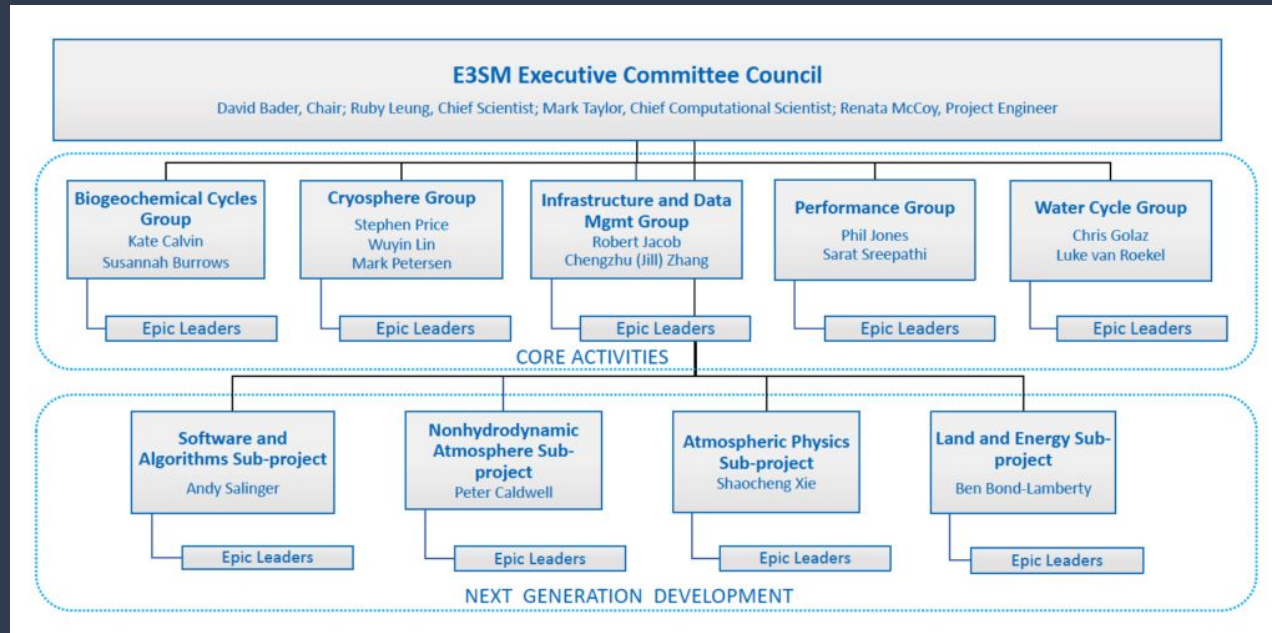 E3SM Executive Committee Council
David Bader, Chair; Ruby Leung, Chief Scientist; Mark Taylor, Chief Computational Scientist; Renata McCoy, Project Engineer
Biogeochemical Cycles
Group
Kate Calvin
Susannah Burrows
Epic Leaders
Cryosphere Group
Stephen Price
Wuyin Lin
Mark Petersen
Epic Leaders
Infrastructure and Data
Mgmt Group
Robert Jacob
Chengzhu (Jill) Zhang
Epic Leaders
Performance Group
Phil Jones
Sarat Sreepathi
Epic Leaders
Water Cycle Group
Chris Golaz
Luke van Roekel
Epic Leaders
CORE ACTIVITIES
Software and
Algorithms Sub-project
Andy Salinger
Epic Leaders
Nonhydrodynamic
Atmosphere Sub-
project
Peter Caldwell
Epic Leaders
Atmospheric Physics
Sub-project
Shaocheng Xie
Epic Leaders
Land and Energy Sub-
project
Ben Bond-Lamberty
Epic Leaders
NEXT GENERATION DEVELOPMENT